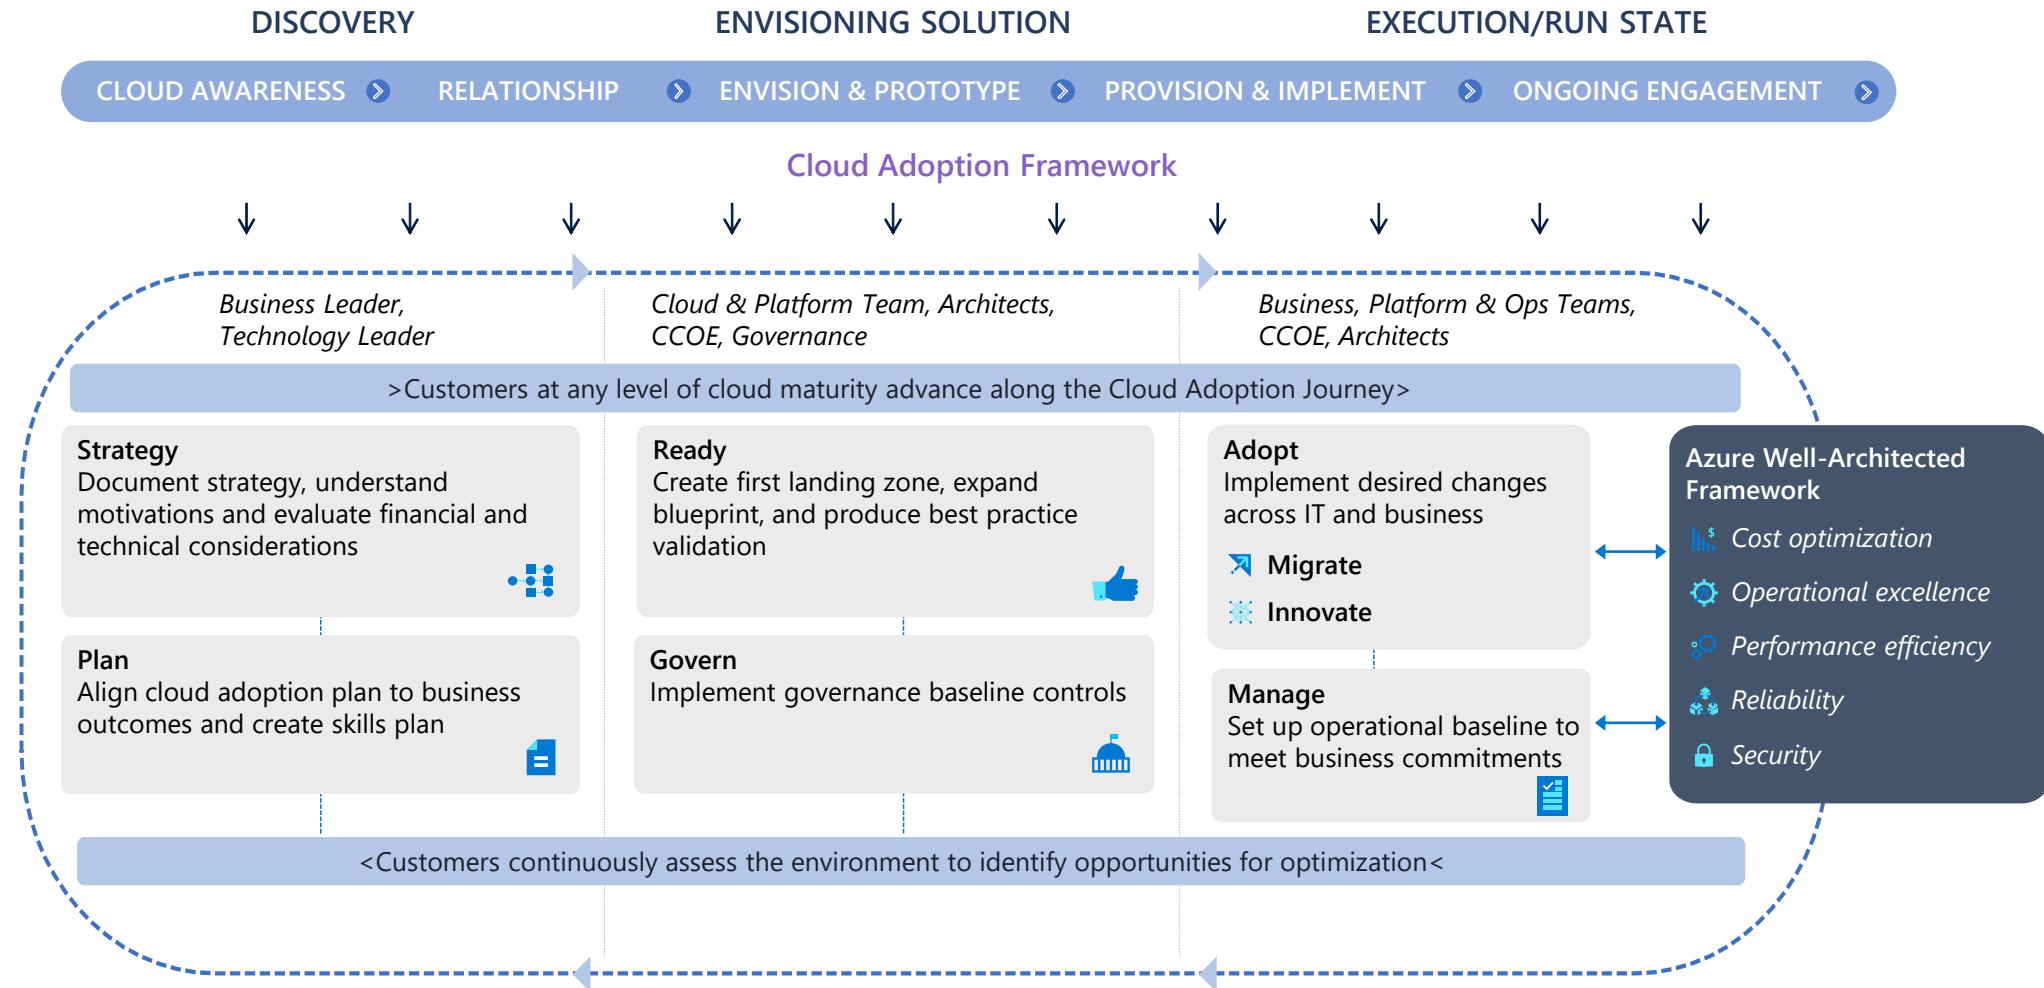 DISCOVERY
ENVISIONING SOLUTION
EXECUTION/RUN STATE
CLOUD AWARENESS
RELATIONSHIP
ENVISION & PROTOTYPE
PROVISION & IMPLEMENT
ONGOING ENGAGEMENT
Cloud Adoption Framework
Business Leader,
Technology Leader
Cloud & Platform Team, Architects,
CCOE, Governance
Business, Platform & Ops Teams,
CCOE, Architects
>Customers at any level of cloud maturity advance along the Cloud Adoption Journey>
Strategy
Document strategy, understand
motivations and evaluate financial and
technical considerations
Plan
Align cloud adoption plan to business
outcomes and create skills plan
Ready
Create first landing zone, expand
blueprint, and produce best practice
validation
Govern
Implement governance baseline controls
Adopt
Implement desired changes
across IT and business
Migrate
Innovate
Manage
Set up operational baseline to
meet business commitments
Azure Well-Architected
Framework
Cost optimization
Operational excellence
Performance efficiency
Reliability
Security
<Customers continuously assess the environment to identify opportunities for optimization<